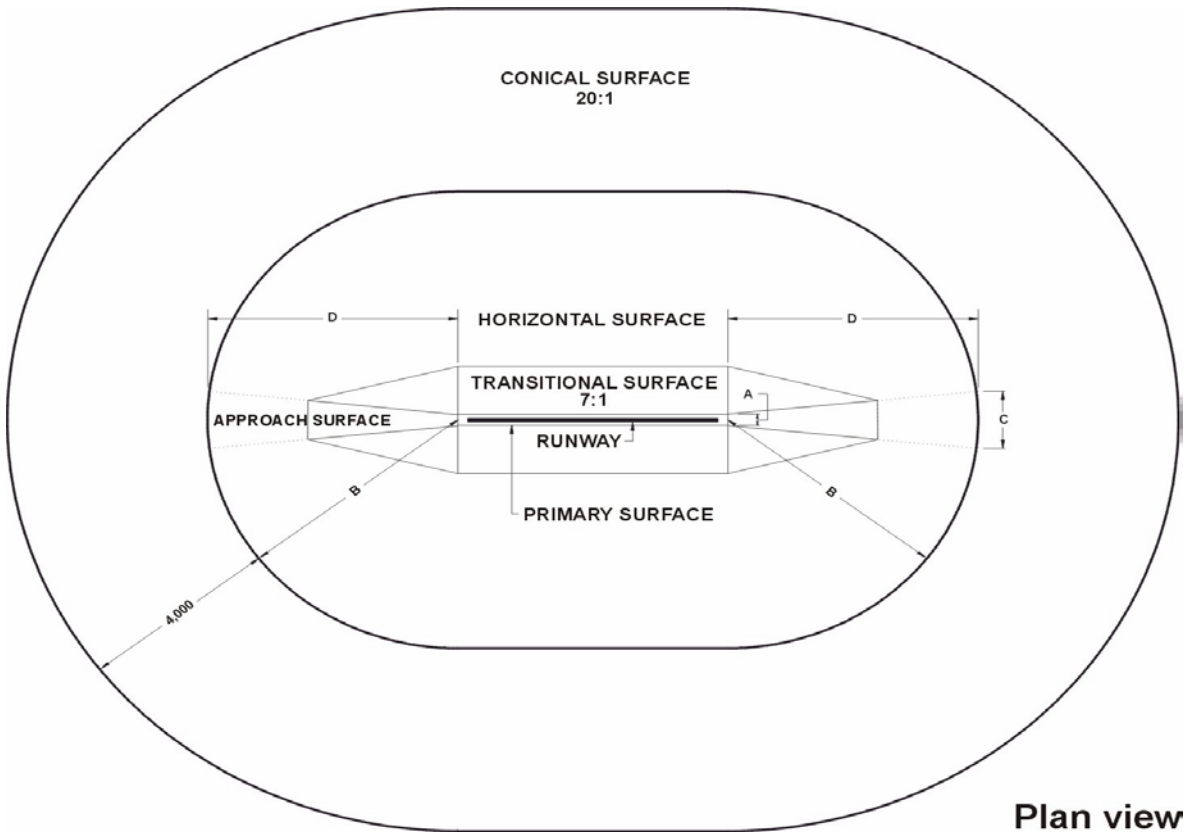 CONICAL SURFACE
20:1
D
HORIZONTAL SURFACE
D
TRANSITIONAL SURFACE
7:1
A
APPROACH SURFACE
C
RUNWAY
B
B
PRIMARY SURFACE
4,000
Plan view